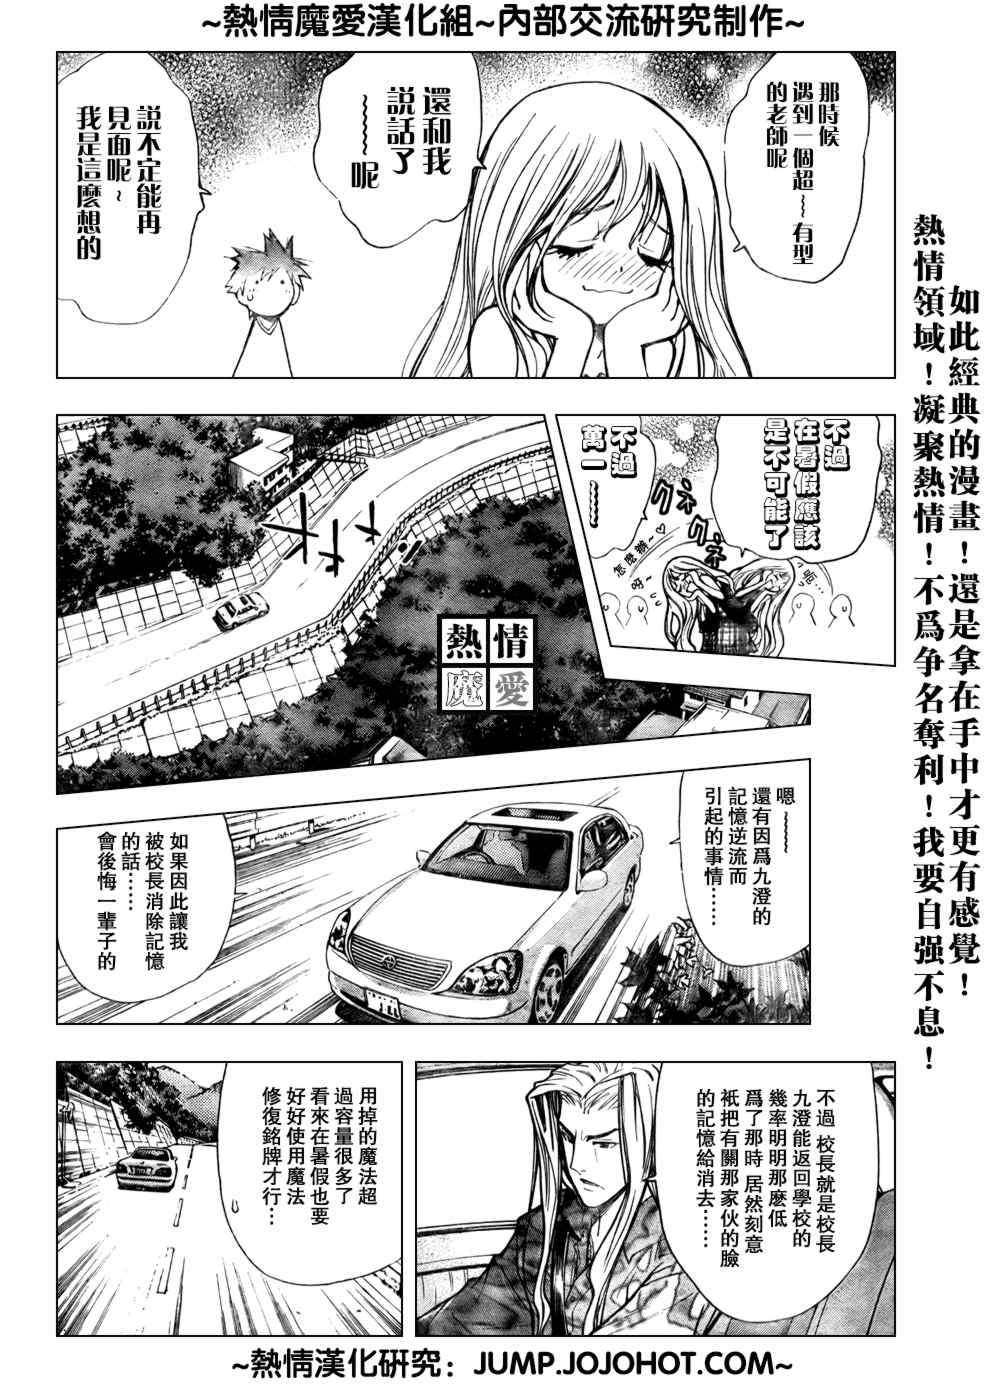 ~熱情魔愛漢化組~內部交流研究制作~
那時候
遇到一個超~~有型
的老師呢
還和我
說話了
~~~~呢
說不定能再
見面呢~
我是這麼想的
如此經典的漫畫！還是拿在手中才更有感覺！
熱情領域！凝聚熱情！不爲争名奪利！我要自强不息！
不過
在暑假應該
是不可能了
不過
萬一~~~
クネ
クネ
怎麼辦~♡
呀~
キキ
熱情
魔愛
嗯~~~~
還有因爲九澄的
記憶逆流而
引起的事情……
如果因此讓我
被校長消除記憶
的話……
會後悔一輩子的
不過 校長就是校長
九澄能返回學校的
幾率明明那麽低
爲了那時 居然刻意
衹把有關那家伙的臉
的記憶給消去……
用掉的魔法超
過容量很多了
看來在暑假也要
好好使用魔法
修復銘牌才行…
~熱情漢化研究：JUMP.JOJOHOT.COM~